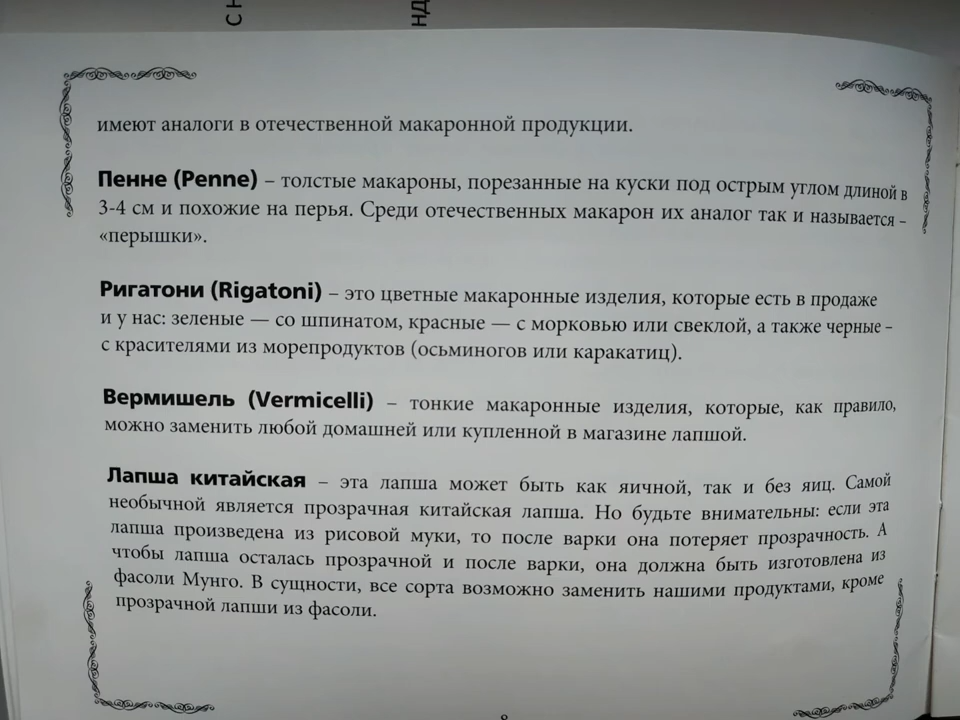 С Н
НД
имеют аналоги в отечественной макаронной продукции.
Пенне (Penne) – толстые макароны, порезанные на куски под острым углом длиной в
3-4 см и похожие на перья. Среди отечественных макарон их аналог так и называется –
«перышки».
Ригатони (Rigatoni) – это цветные макаронные изделия, которые есть в продаже
и у нас: зеленые — со шпинатом, красные — с морковью или свеклой, а также черные –
с красителями из морепродуктов (осьминогов или каракатиц).
Вермишель (Vermicelli) – тонкие макаронные изделия, которые, как правило,
можно заменить любой домашней или купленной в магазине лапшой.
Лапша китайская – эта лапша может быть как яичной, так и без яиц. Самой
необычной является прозрачная китайская лапша. Но будьте внимательны: если эта
лапша произведена из рисовой муки, то после варки она потеряет прозрачность. А
чтобы лапша осталась прозрачной и после варки, она должна быть изготовлена из
фасоли Мунго. В сущности, все сорта возможно заменить нашими продуктами, кроме
прозрачной лапши из фасоли.